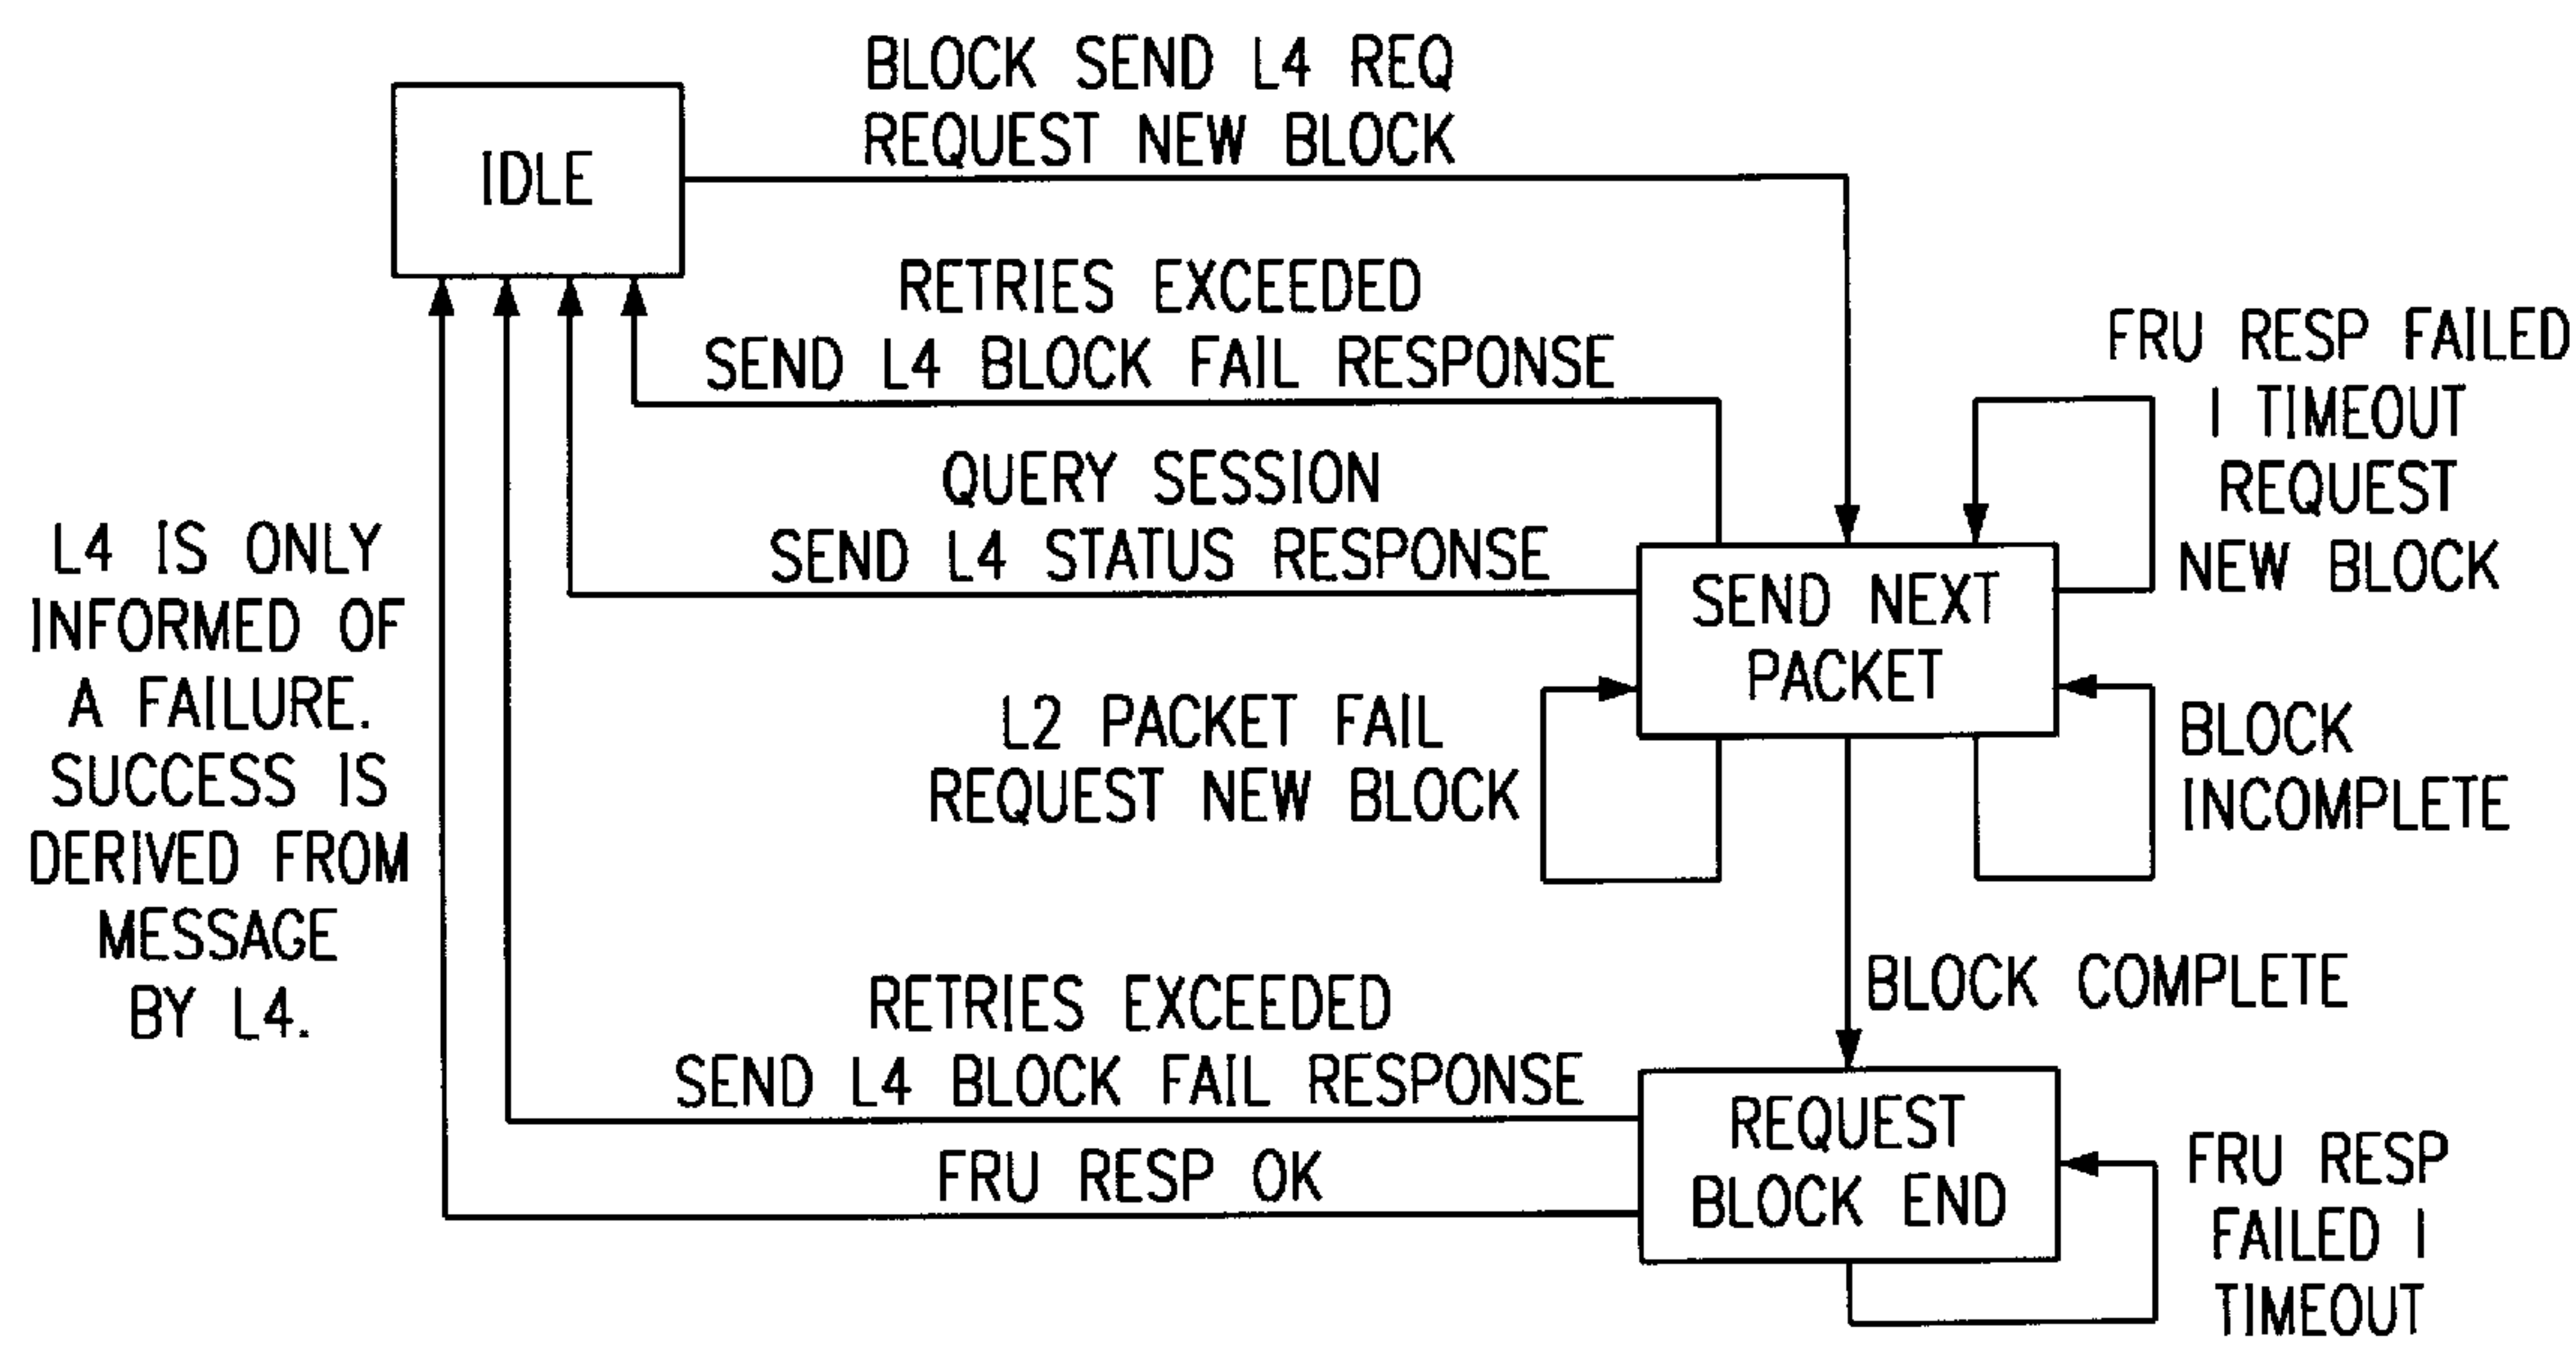 BLOCK SEND L4 REQ
REQUEST NEW BLOCK
IDLE
RETRIES EXCEEDED
SEND L4 BLOCK FAIL RESPONSE
FRU RESP FAILED
| TIMEOUT
REQUEST
NEW BLOCK
QUERY SESSION
SEND L4 STATUS RESPONSE
L4 IS ONLY
INFORMED OF
A FAILURE.
SUCCESS IS
DERIVED FROM
MESSAGE
BY L4.
SEND NEXT
PACKET
L2 PACKET FAIL
REQUEST NEW BLOCK
BLOCK
INCOMPLETE
BLOCK COMPLETE
RETRIES EXCEEDED
SEND L4 BLOCK FAIL RESPONSE
FRU RESP OK
REQUEST
BLOCK END
FRU RESP
FAILED |
TIMEOUT